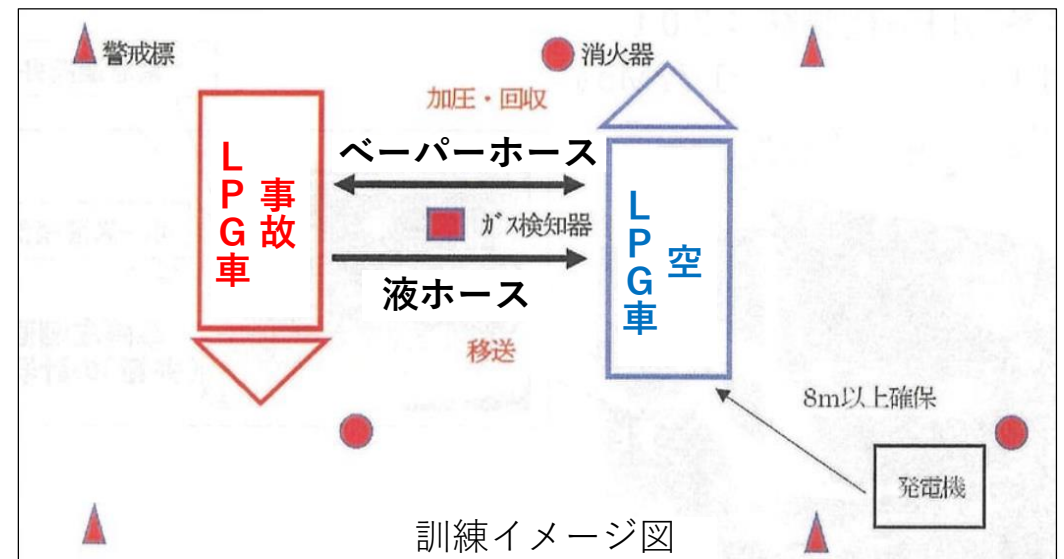 警戒標
消火器
加圧・回収
ベーパーホース
事故
LPG車
ガス検知器
空
LPG車
液ホース
移送
8m以上確保
発電機
訓練イメージ図